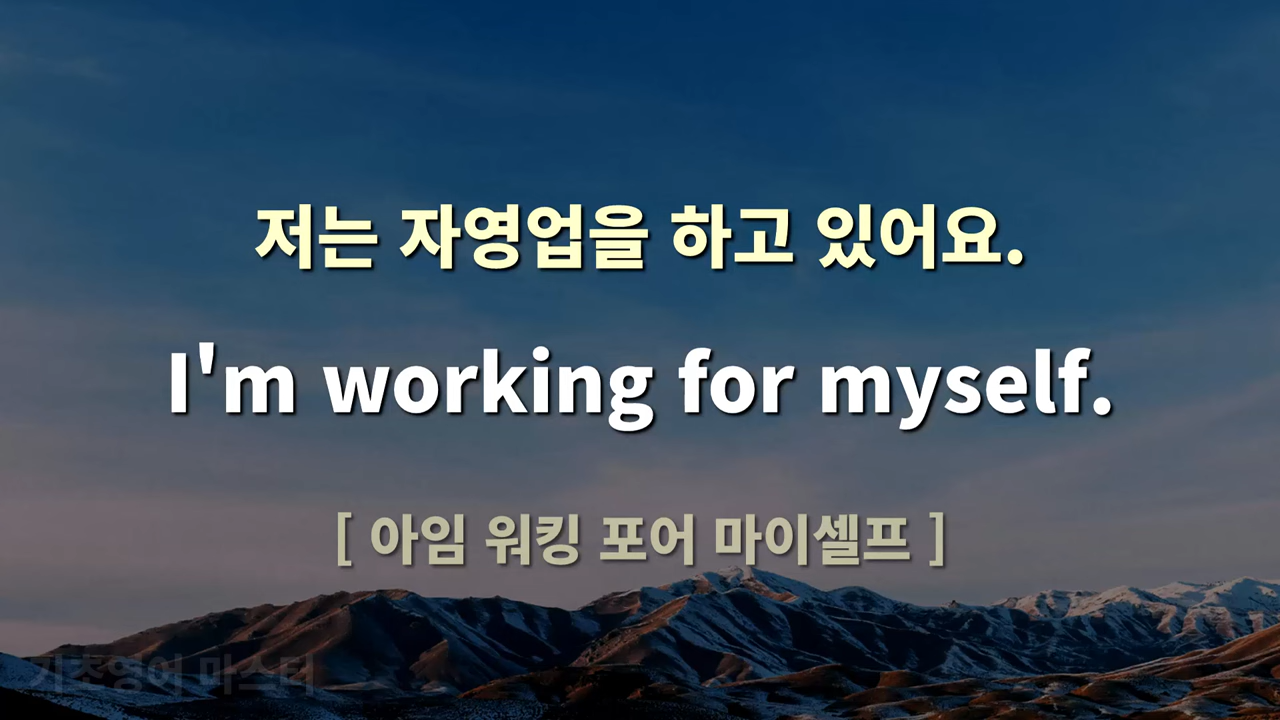 저는 자영업을 하고 있어요.
I'm working for myself.
[ 아임 워킹 포어 마이셀프 ]
기초영어 마스터